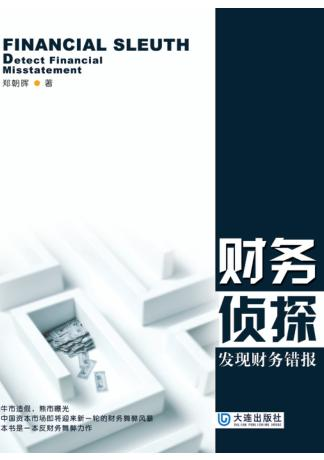 FINANCIAL SLEUTH
Detect Financial
Misstatement
郑朝晖 著
财务
侦探
发现财务错报
牛市造假，熊市曝光
中国资本市场即将迎来新一轮的财务舞弊风暴
本书是一本反财务舞弊力作
大连出版社